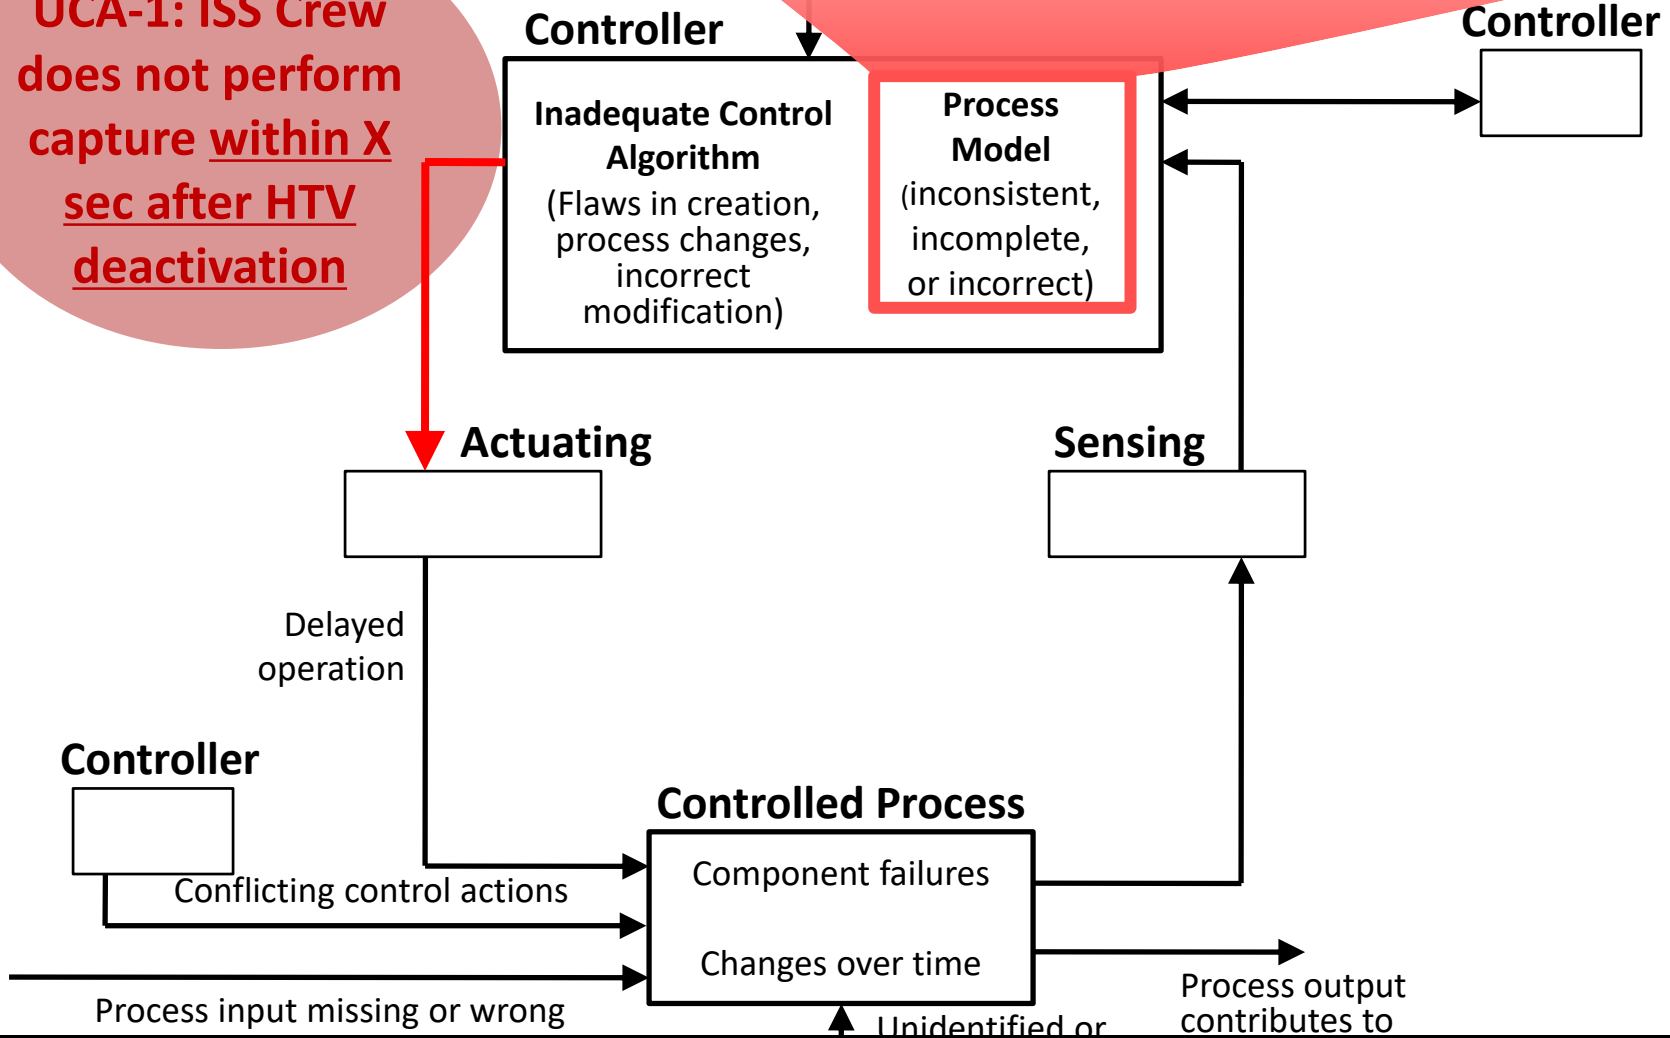 UCA-1: ISS Crew
does not perform
capture within X
sec after HTV
deactivation
Controller
Controller
Inadequate Control
Algorithm
(Flaws in creation,
process changes,
incorrect
modification)
Process
Model
(inconsistent,
incomplete,
or incorrect)
Actuating
Sensing
Delayed
operation
Controller
Controlled Process
Component failures
Conflicting control actions
Changes over time
Process input missing or wrong
Process output
contributes to
Unidentified or